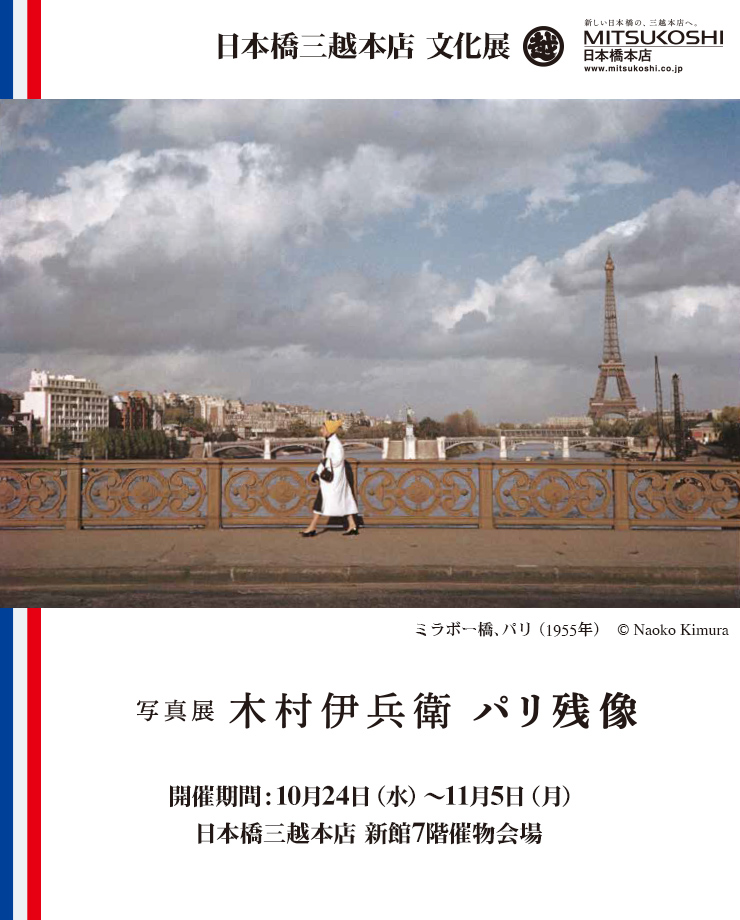 日本橋三越本店 文化展
越
新しい日本橋の、三越本店へ。
MITSUKOSHI
日本橋本店
www.mitsukoshi.co.jp
ミラボー橋、パリ（1955年）　© Naoko Kimura
写真展 木村伊兵衛 パリ残像
開催期間：10月24日（水）～11月5日（月）
日本橋三越本店 新館7階催物会場